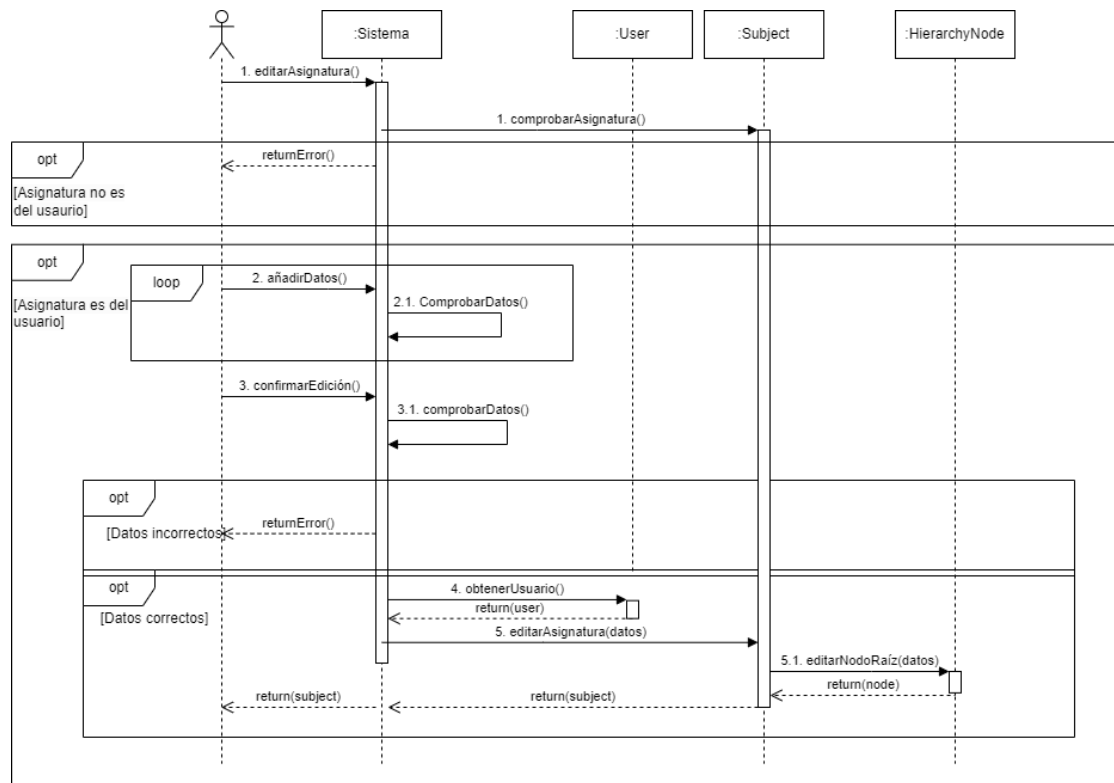 :Sistema
:User
:Subject
:HierarchyNode
1. editarAsignatura()
1. comprobarAsignatura()
opt
returnError()
[Asignatura no es
del usaurio]
opt
loop
2. añadirDatos()
[Asignatura es del
usuario]
2.1. ComprobarDatos()
3. confirmarEdición()
3.1. comprobarDatos()
opt
[Datos incorrectos]
returnError()
opt
4. obtenerUsuario()
return(user)
[Datos correctos]
5. editarAsignatura(datos)
5.1. editarNodoRaíz(datos)
return(node)
return(subject)
return(subject)